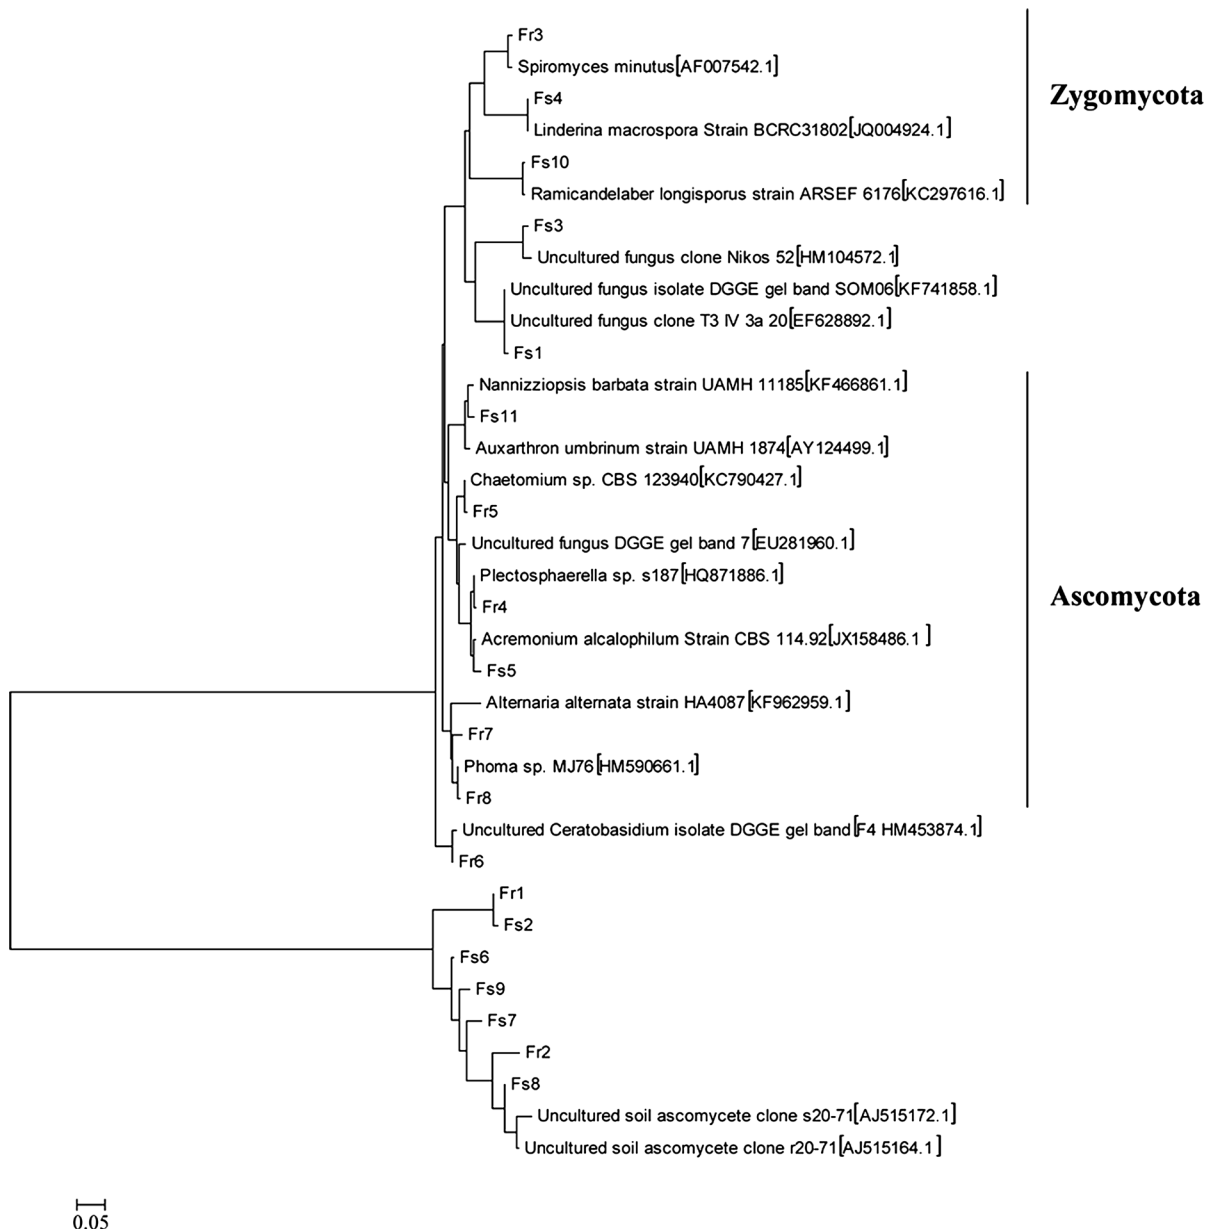 Fr3
Spiromyces minutus[AF007542.1]
Zygomycota
Fs4
Linderina macrospora Strain BCRC31802[JQ004924.1]
Fs10
Ramicandelaber longisporus strain ARSEF 6176[KC297616.1]
Fs3
Uncultured fungus clone Nikos 52[HM104572.1]
Uncultured fungus isolate DGGE gel band SOM06[KF741858.1]
Uncultured fungus clone T3 IV 3a 20[EF628892.1]
Fs1
Nannizziopsis barbata strain UAMH 11185[KF466861.1]
Fs11
Auxarthron umbrinum strain UAMH 1874[AY124499.1]
Chaetomium sp. CBS 123940[KC790427.1]
Fr5
Uncultured fungus DGGE gel band 7[EU281960.1]
Plectosphaerella sp. s187[HQ871886.1]
Ascomycota
Fr4
Acremonium alcalophilum Strain CBS 114.92[JX158486.1 ]
Fs5
Alternaria alternata strain HA4087[KF962959.1]
Fr7
Phoma sp. MJ76[HM590661.1]
Fr8
Uncultured Ceratobasidium isolate DGGE gel band[F4 HM453874.1]
Fr6
Fr1
Fs2
Fs6
Fs9
Fs7
Fr2
Fs8
Uncultured soil ascomycete clone s20-71[AJ515172.1]
Uncultured soil ascomycete clone r20-71[AJ515164.1]
0.05